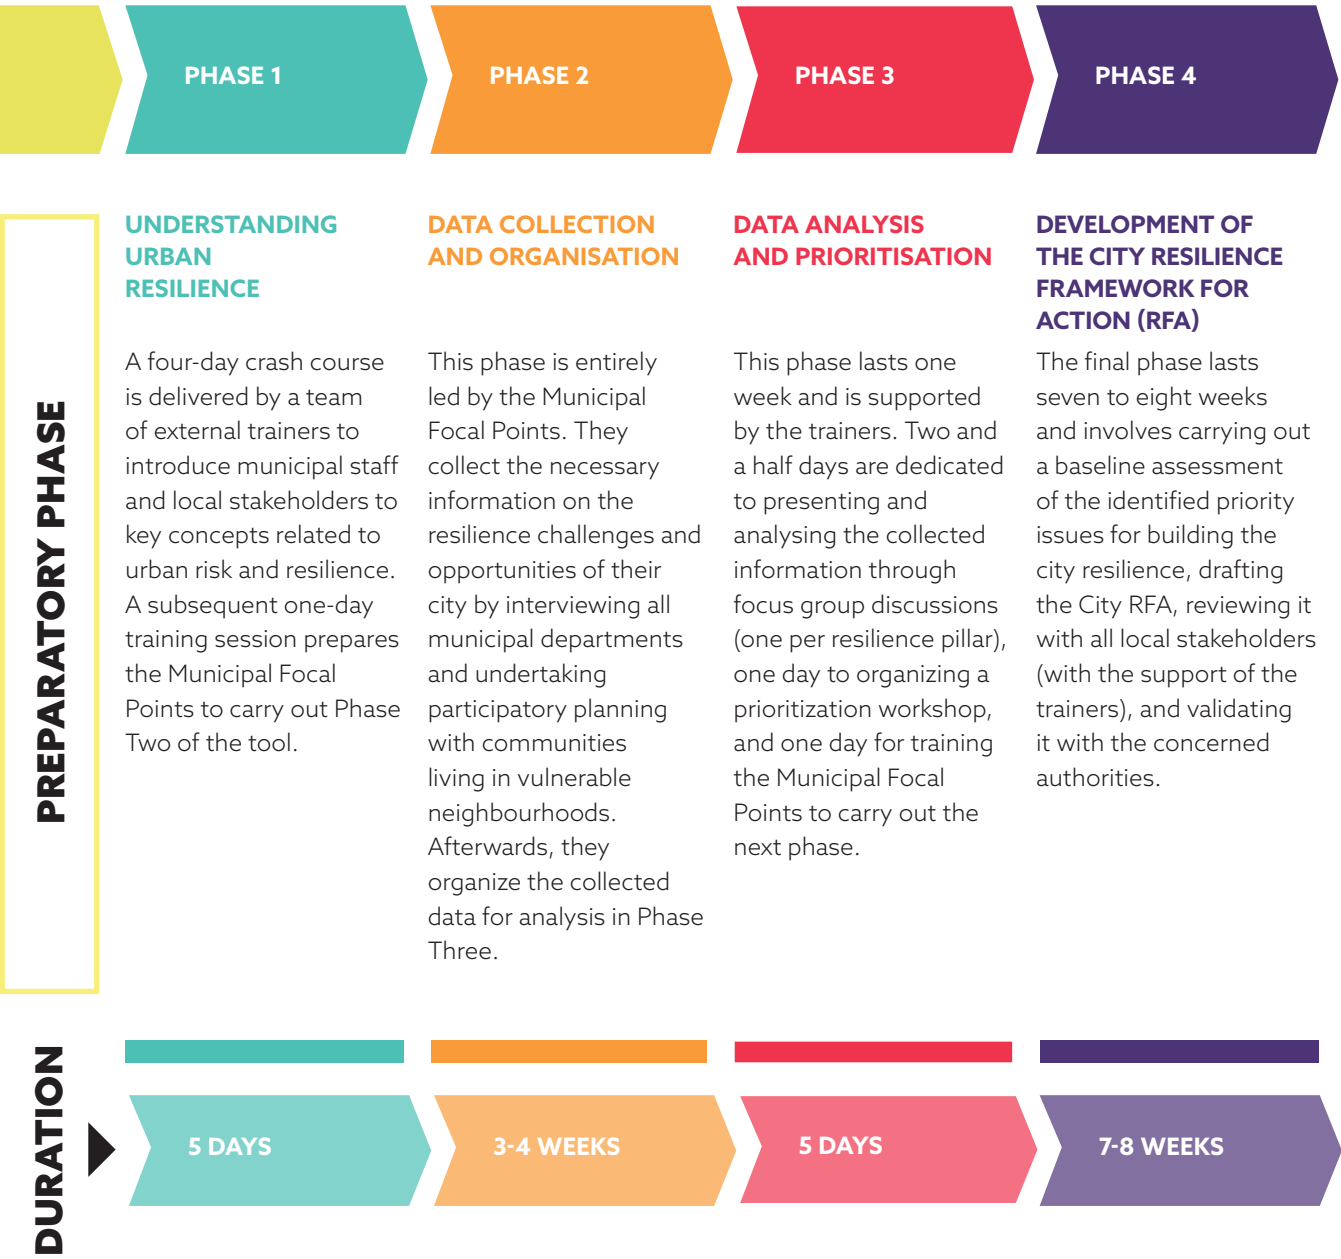 PHASE 1
PHASE 2
PHASE 3
PHASE 4
PREPARATORY PHASE
UNDERSTANDING
URBAN
RESILIENCE
A four-day crash course
is delivered by a team
of external trainers to
introduce municipal staff
and local stakeholders to
key concepts related to
urban risk and resilience.
A subsequent one-day
training session prepares
the Municipal Focal
Points to carry out Phase
Two of the tool.
DATA COLLECTION
AND ORGANISATION
This phase is entirely
led by the Municipal
Focal Points. They
collect the necessary
information on the
resilience challenges and
opportunities of their
city by interviewing all
municipal departments
and undertaking
participatory planning
with communities
living in vulnerable
neighbourhoods.
Afterwards, they
organize the collected
data for analysis in Phase
Three.
DATA ANALYSIS
AND PRIORITISATION
This phase lasts one
week and is supported
by the trainers. Two and
a half days are dedicated
to presenting and
analysing the collected
information through
focus group discussions
(one per resilience pillar),
one day to organizing a
prioritization workshop,
and one day for training
the Municipal Focal
Points to carry out the
next phase.
DEVELOPMENT OF
THE CITY RESILIENCE
FRAMEWORK FOR
ACTION (RFA)
The final phase lasts
seven to eight weeks
and involves carrying out
a baseline assessment
of the identified priority
issues for building the
city resilience, drafting
the City RFA, reviewing it
with all local stakeholders
(with the support of the
trainers), and validating
it with the concerned
authorities.
DURATION
5 DAYS
3-4 WEEKS
5 DAYS
7-8 WEEKS